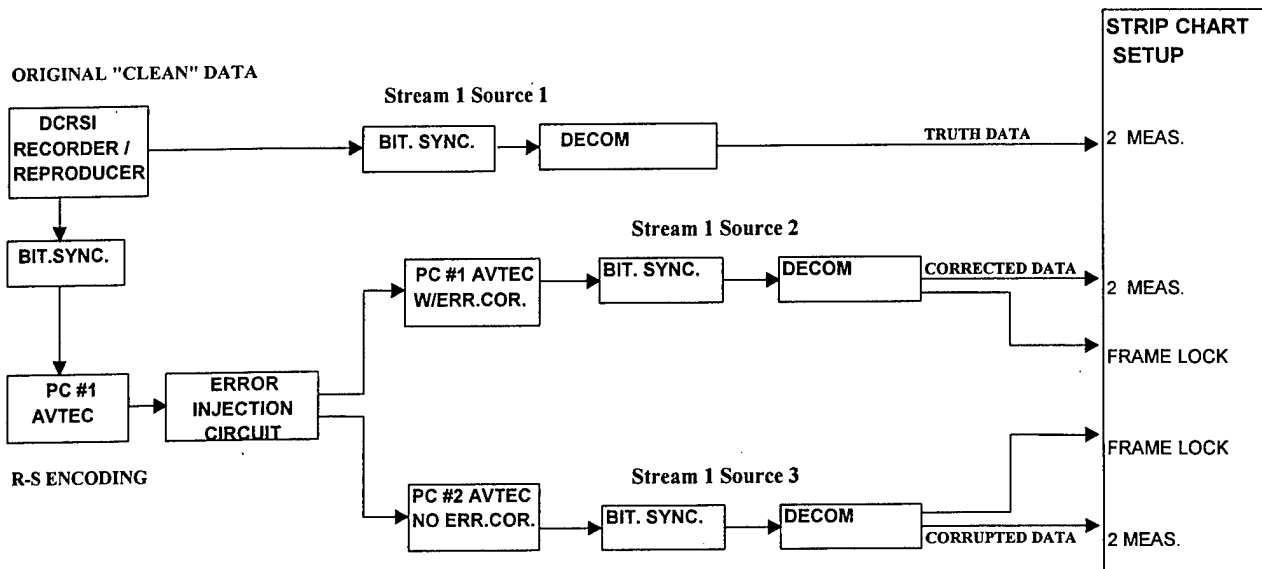 STRIP CHART
SETUP
ORIGINAL "CLEAN" DATA
Stream 1 Source 1
DCRSI
RECORDER /
REPRODUCER
BIT. SYNC.
DECOM
TRUTH DATA
2 MEAS.
BIT.SYNC.
Stream 1 Source 2
PC #1 AVTEC
W/ERR.COR.
BIT. SYNC.
DECOM
CORRECTED DATA
2 MEAS.
FRAME LOCK
PC #1
AVTEC
ERROR
INJECTION
CIRCUIT
R-S ENCODING
FRAME LOCK
Stream 1 Source 3
PC #2 AVTEC
NO ERR.COR.
BIT. SYNC.
DECOM
CORRUPTED DATA
2 MEAS.